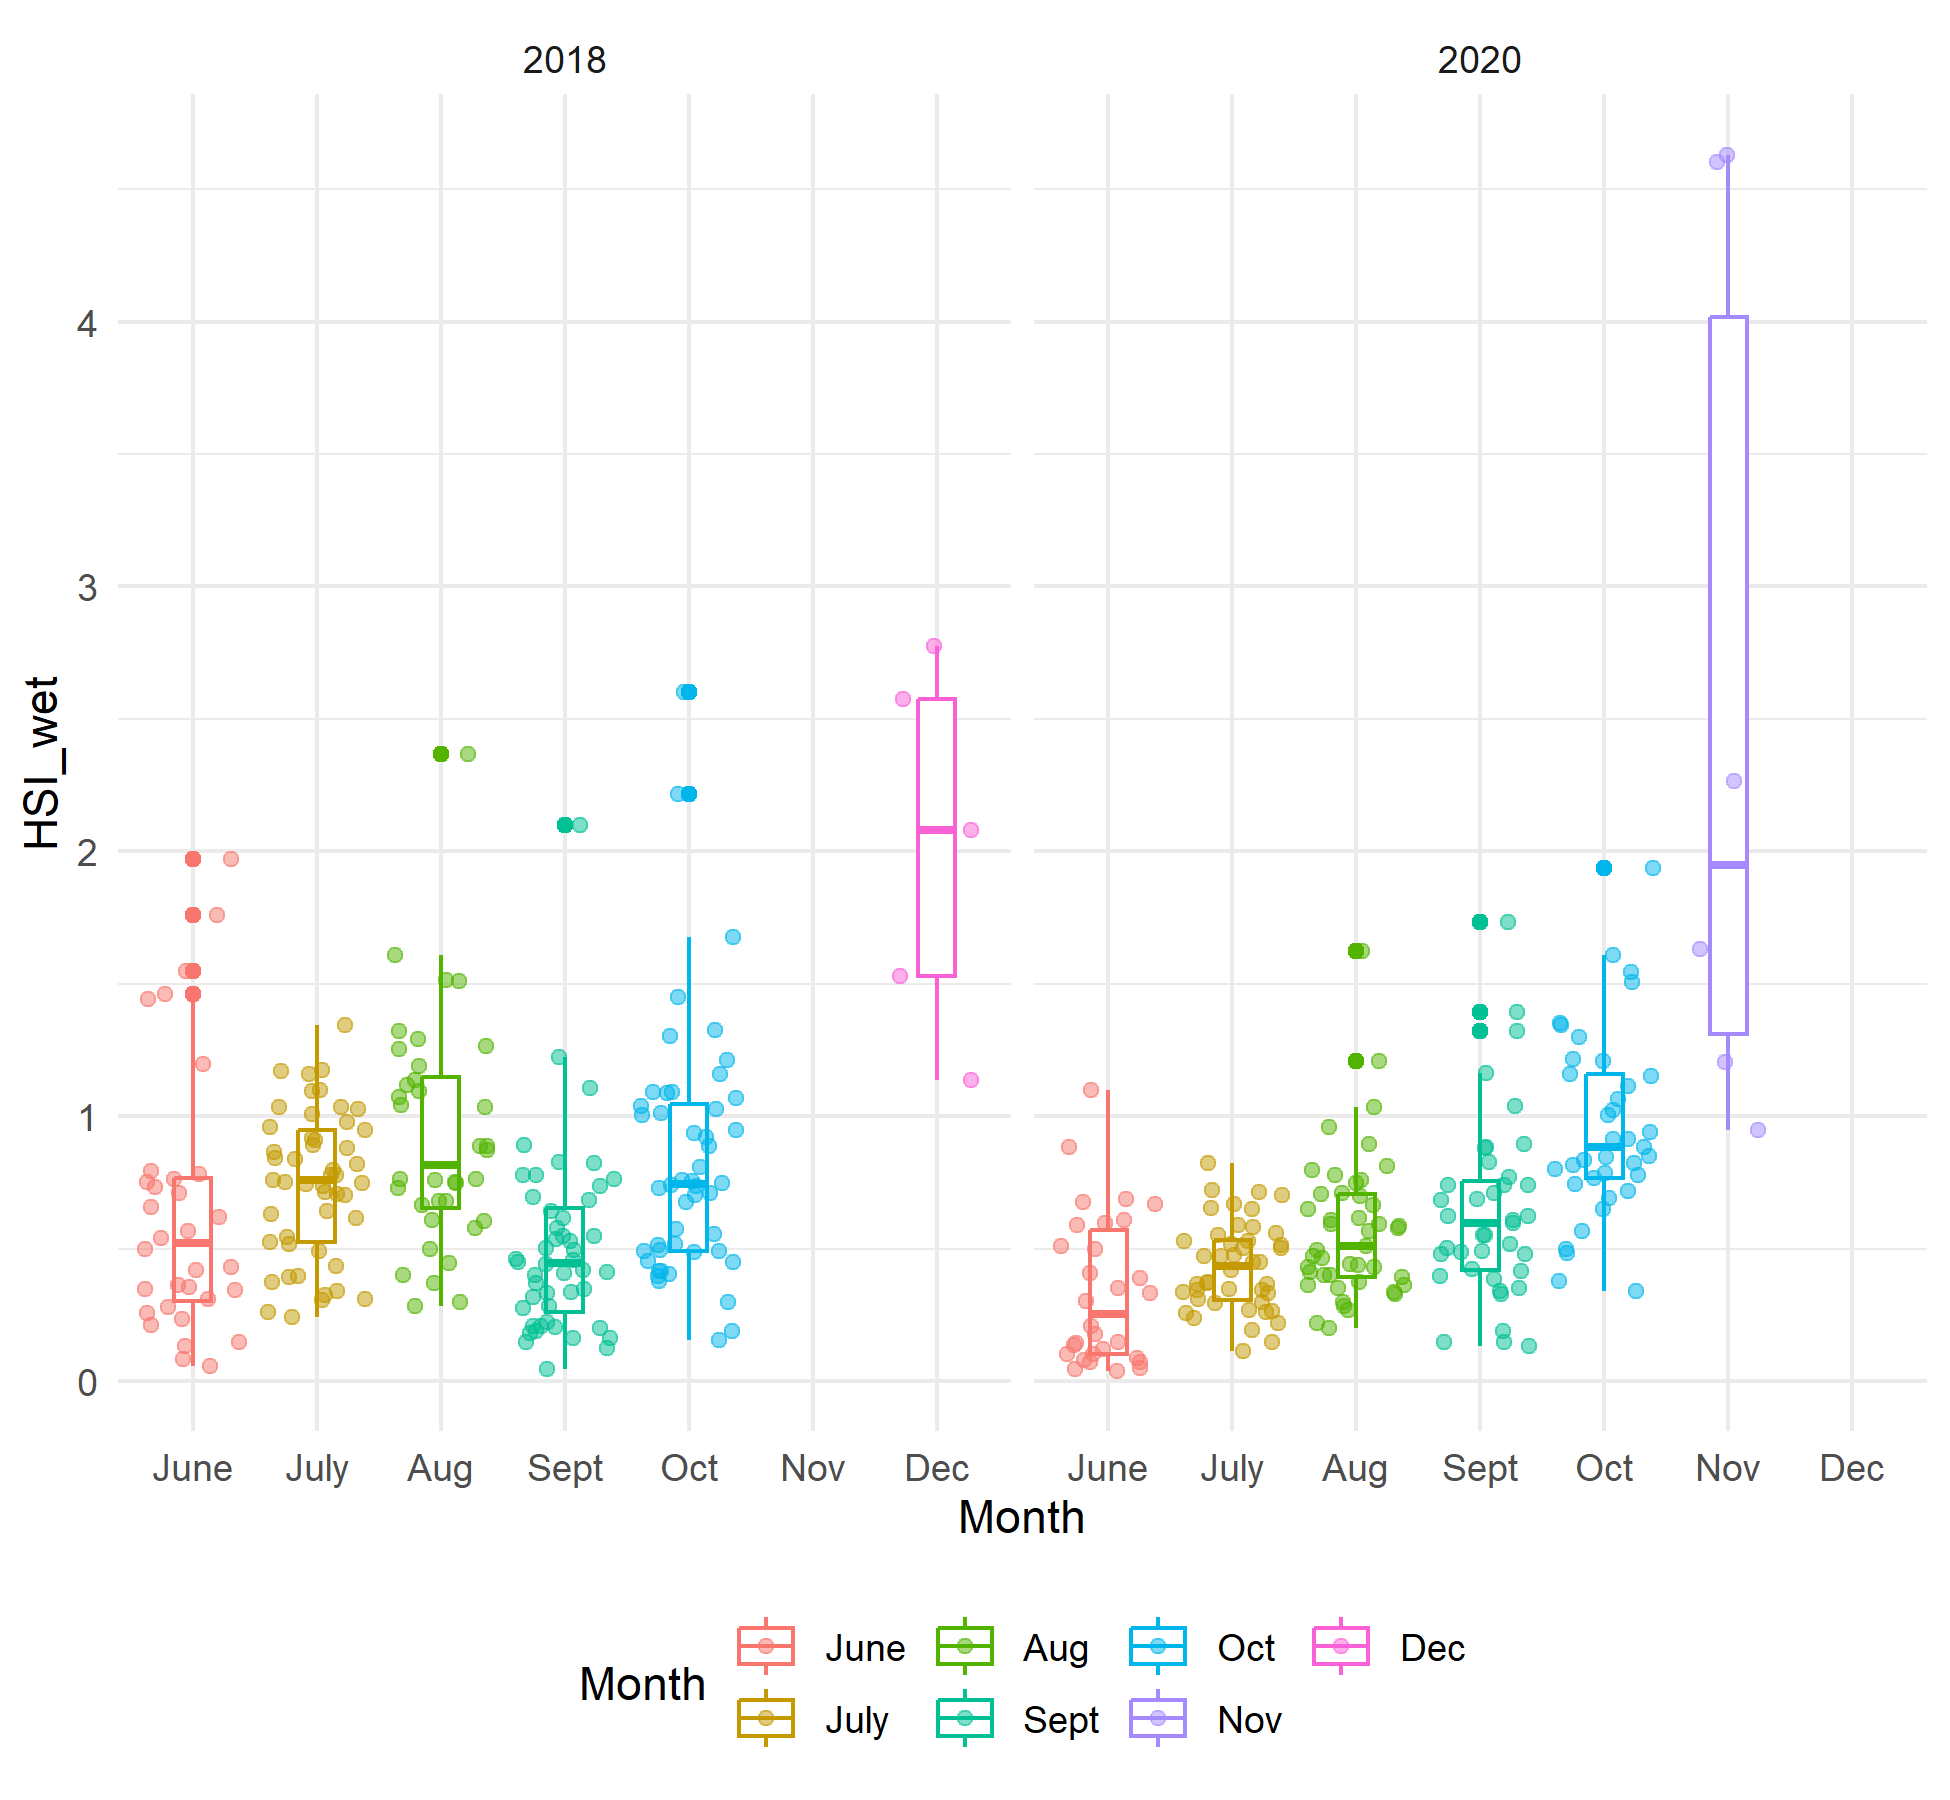 2018 2020
4
3
2
1
0
HSI_wet
June July Aug Sept Oct Nov Dec June July Aug Sept Oct Nov Dec
Month
Month
June Aug Oct Dec
July Sept Nov